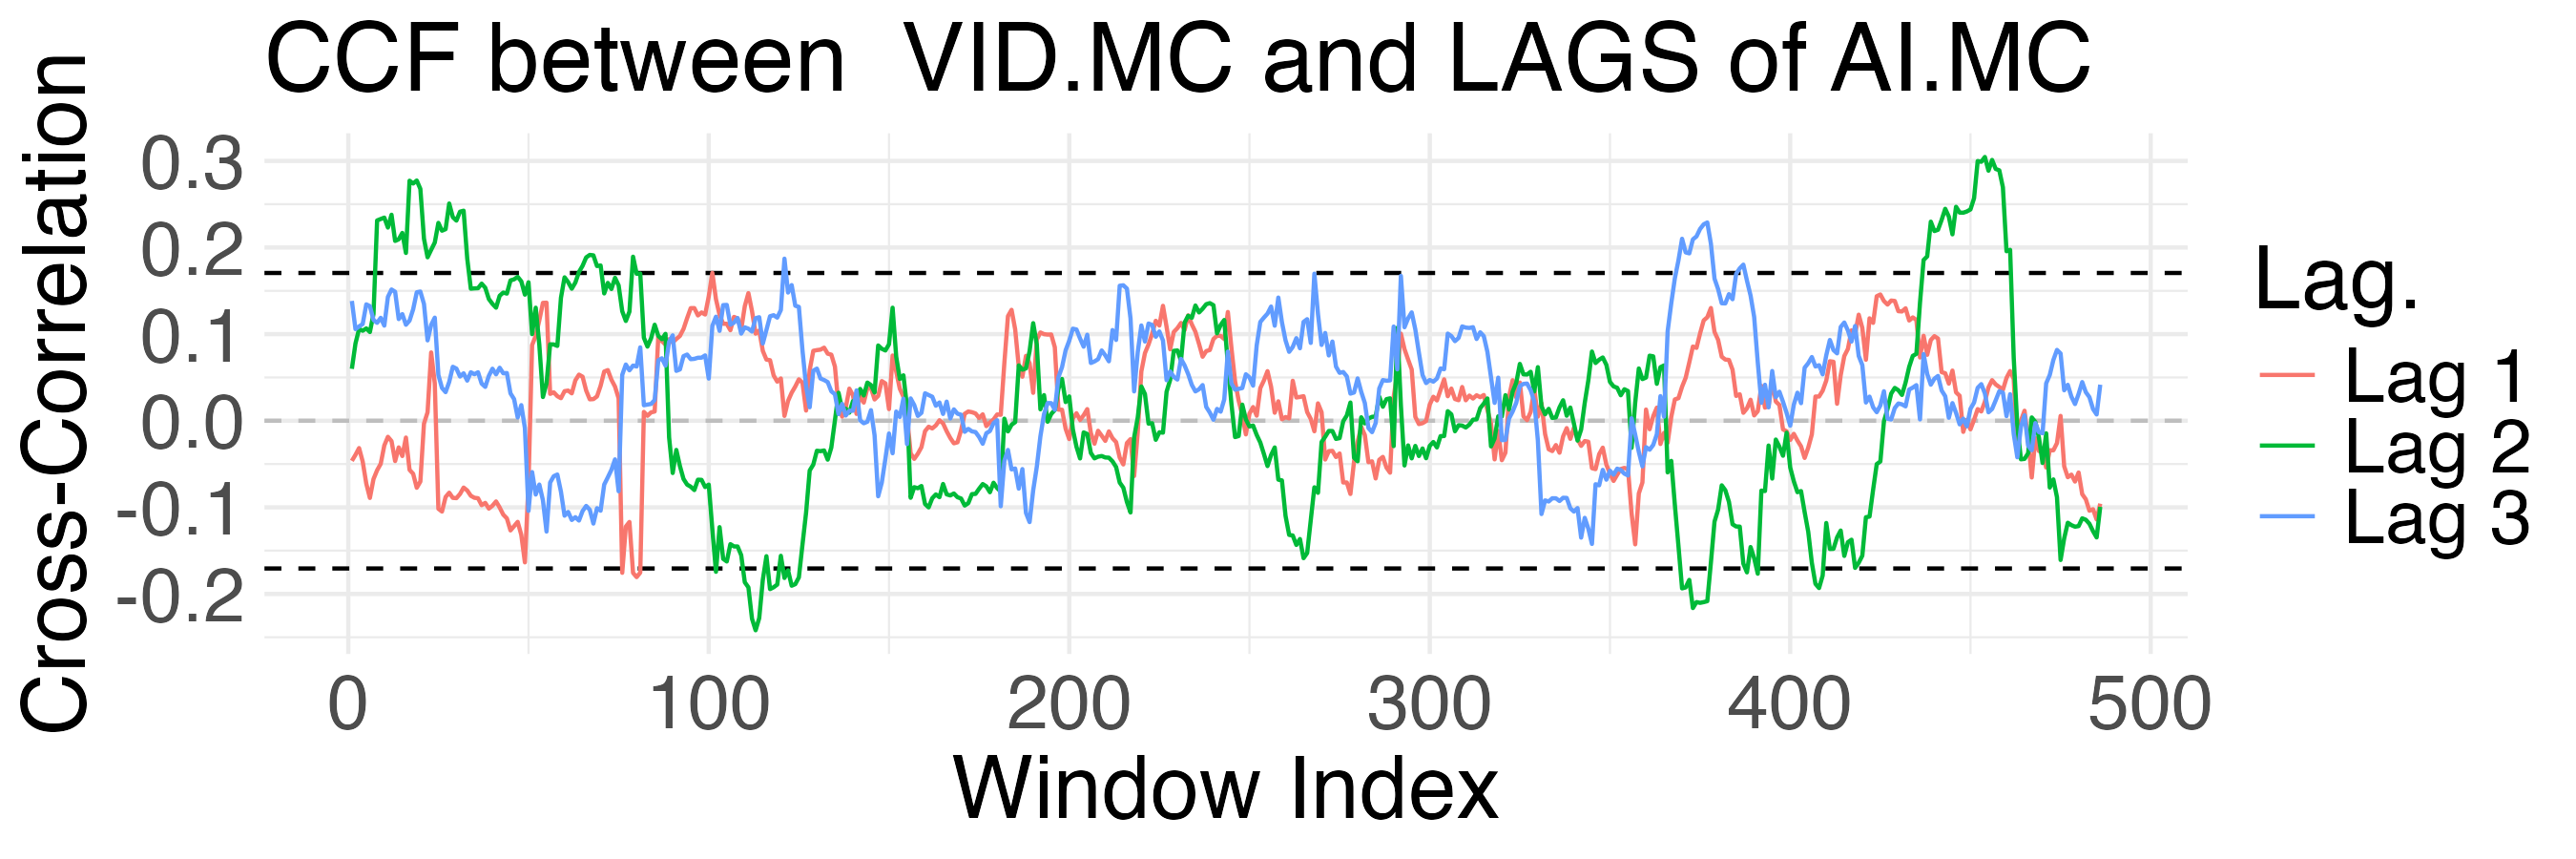 CCF between  VID.MC and LAGS of AI.MC
Cross-Correlation
0.3
0.2
0.1
0.0
-0.1
-0.2
0 100 200 300 400 500
Window Index
Lag.
Lag 1
Lag 2
Lag 3